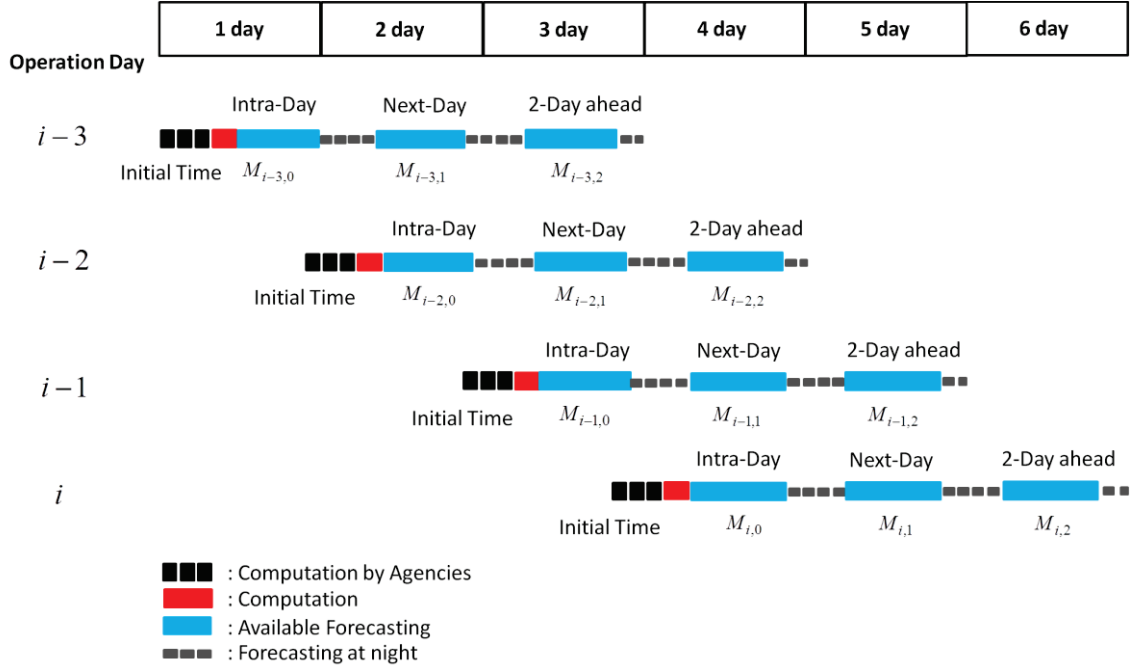 1 day 2 day 3 day 4 day 5 day 6 day
Operation Day
Intra-Day Next-Day 2-Day ahead
i − 3
Initial Time M_{i−3,0} M_{i−3,1} M_{i−3,2}
Intra-Day Next-Day 2-Day ahead
i − 2
Initial Time M_{i−2,0} M_{i−2,1} M_{i−2,2}
Intra-Day Next-Day 2-Day ahead
i − 1
Initial Time M_{i−1,0} M_{i−1,1} M_{i−1,2}
Intra-Day Next-Day 2-Day ahead
i
Initial Time M_{i,0} M_{i,1} M_{i,2}
: Computation by Agencies
: Computation
: Available Forecasting
: Forecasting at night